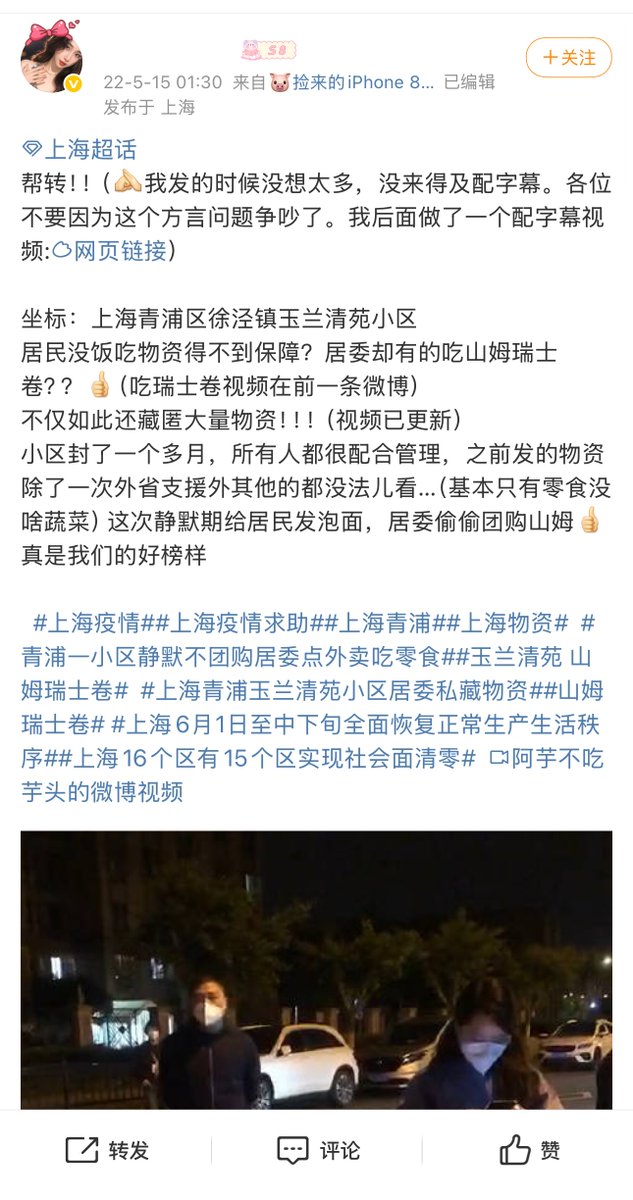 S8
+关注
22-5-15 01:30 来自🐷捡来的iPhone 8... 已编辑
发布于 上海
上海超话
帮转！！（🫴🏻我发的时候没想太多，没来得及配字幕。各位
不要因为这个方言问题争吵了。我后面做了一个配字幕视
频:网页链接）
坐标：上海青浦区徐泾镇玉兰清苑小区
居民没饭吃物资得不到保障？居委却有的吃山姆瑞士
卷？？👍🏻（吃瑞士卷视频在前一条微博）
不仅如此还藏匿大量物资！！！（视频已更新）
小区封了一个多月，所有人都很配合管理，之前发的物资
除了一次外省支援外其他的都没法儿看...（基本只有零食没
啥蔬菜）这次静默期给居民发泡面，居委偷偷团购山姆👍🏻
真是我们的好榜样
#上海疫情##上海疫情求助##上海青浦##上海物资# #
青浦一小区静默不团购居委点外卖吃零食##玉兰清苑 山
姆瑞士卷# #上海青浦玉兰清苑小区居委私藏物资##山姆
瑞士卷# #上海6月1日至中下旬全面恢复正常生产生活秩
序##上海16个区有15个区实现社会面清零# 阿芋不吃
芋头的微博视频
转发
评论
赞